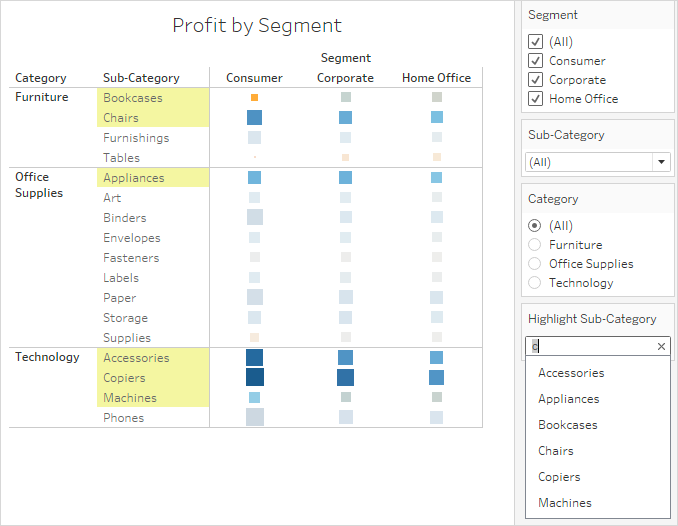 Profit by Segment
Segment
Category Sub-Category Consumer Corporate Home Office
Furniture Bookcases
Chairs
Furnishings
Tables
Office Supplies Appliances
Art
Binders
Envelopes
Fasteners
Labels
Paper
Storage
Supplies
Technology Accessories
Copiers
Machines
Phones
Segment
(All)
Consumer
Corporate
Home Office
Sub-Category
(All)
Category
(All)
Furniture
Office Supplies
Technology
Highlight Sub-Category
c
Accessories
Appliances
Bookcases
Chairs
Copiers
Machines